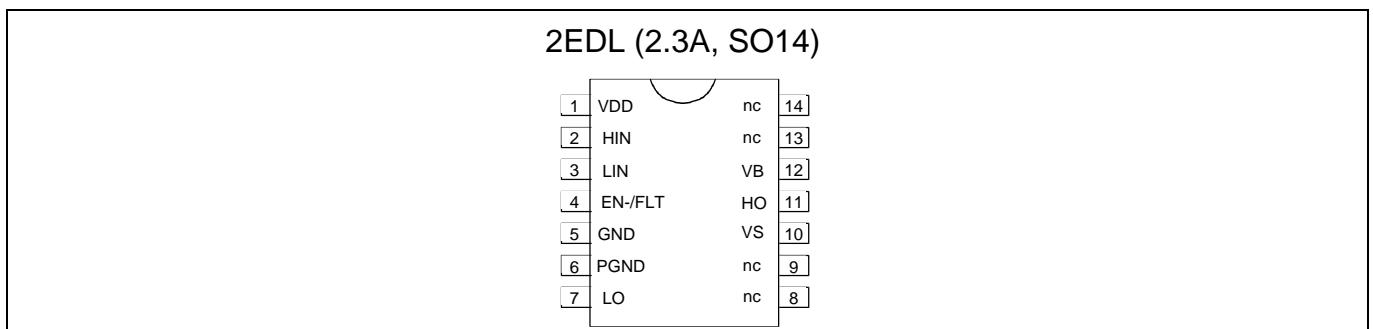 2EDL (2.3A, SO14)
1 VDD nc 14
2 HIN nc 13
3 LIN VB 12
4 EN-/FLT HO 11
5 GND VS 10
6 PGND nc 9
7 LO nc 8